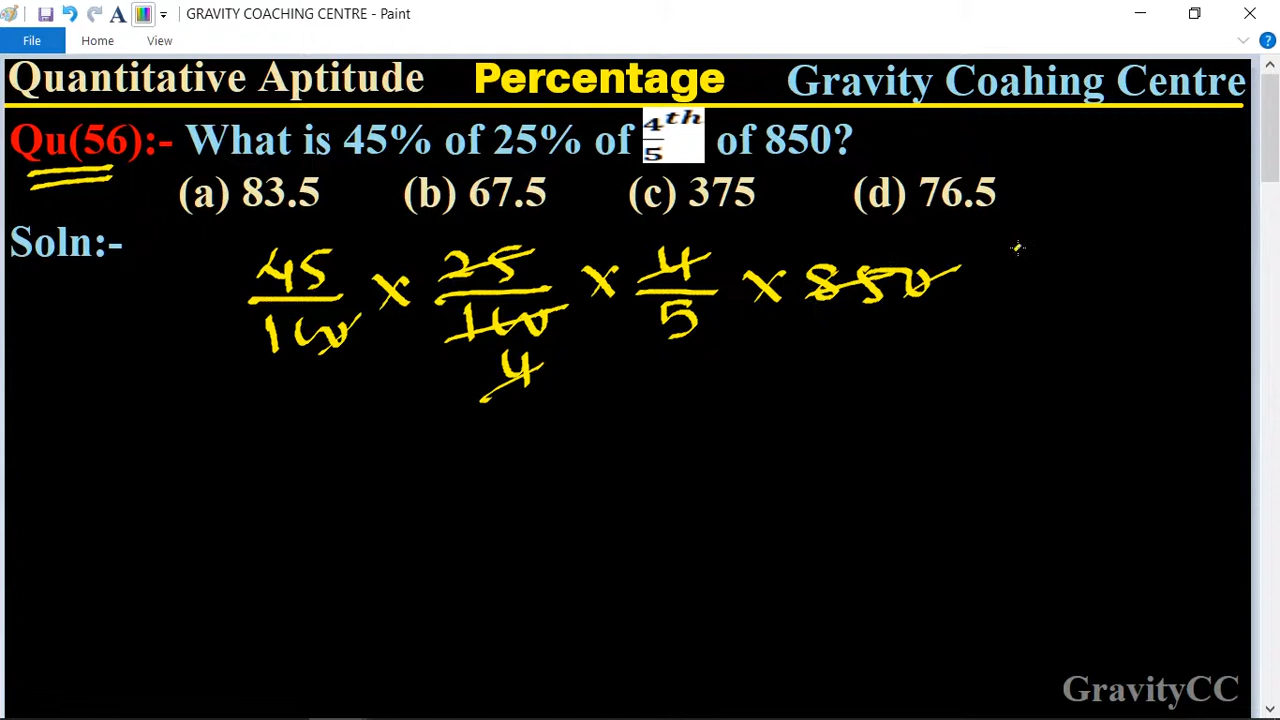 GRAVITY COACHING CENTRE - Paint
File Home View
Quantitative Aptitude Percentage Gravity Coahing Centre
Qu(56):- What is 45% of 25% of 4/5 th of 850?
(a) 83.5 (b) 67.5 (c) 375 (d) 76.5
Soln:-
45/100 × 25/100 × 4/5 × 850
4
GravityCC